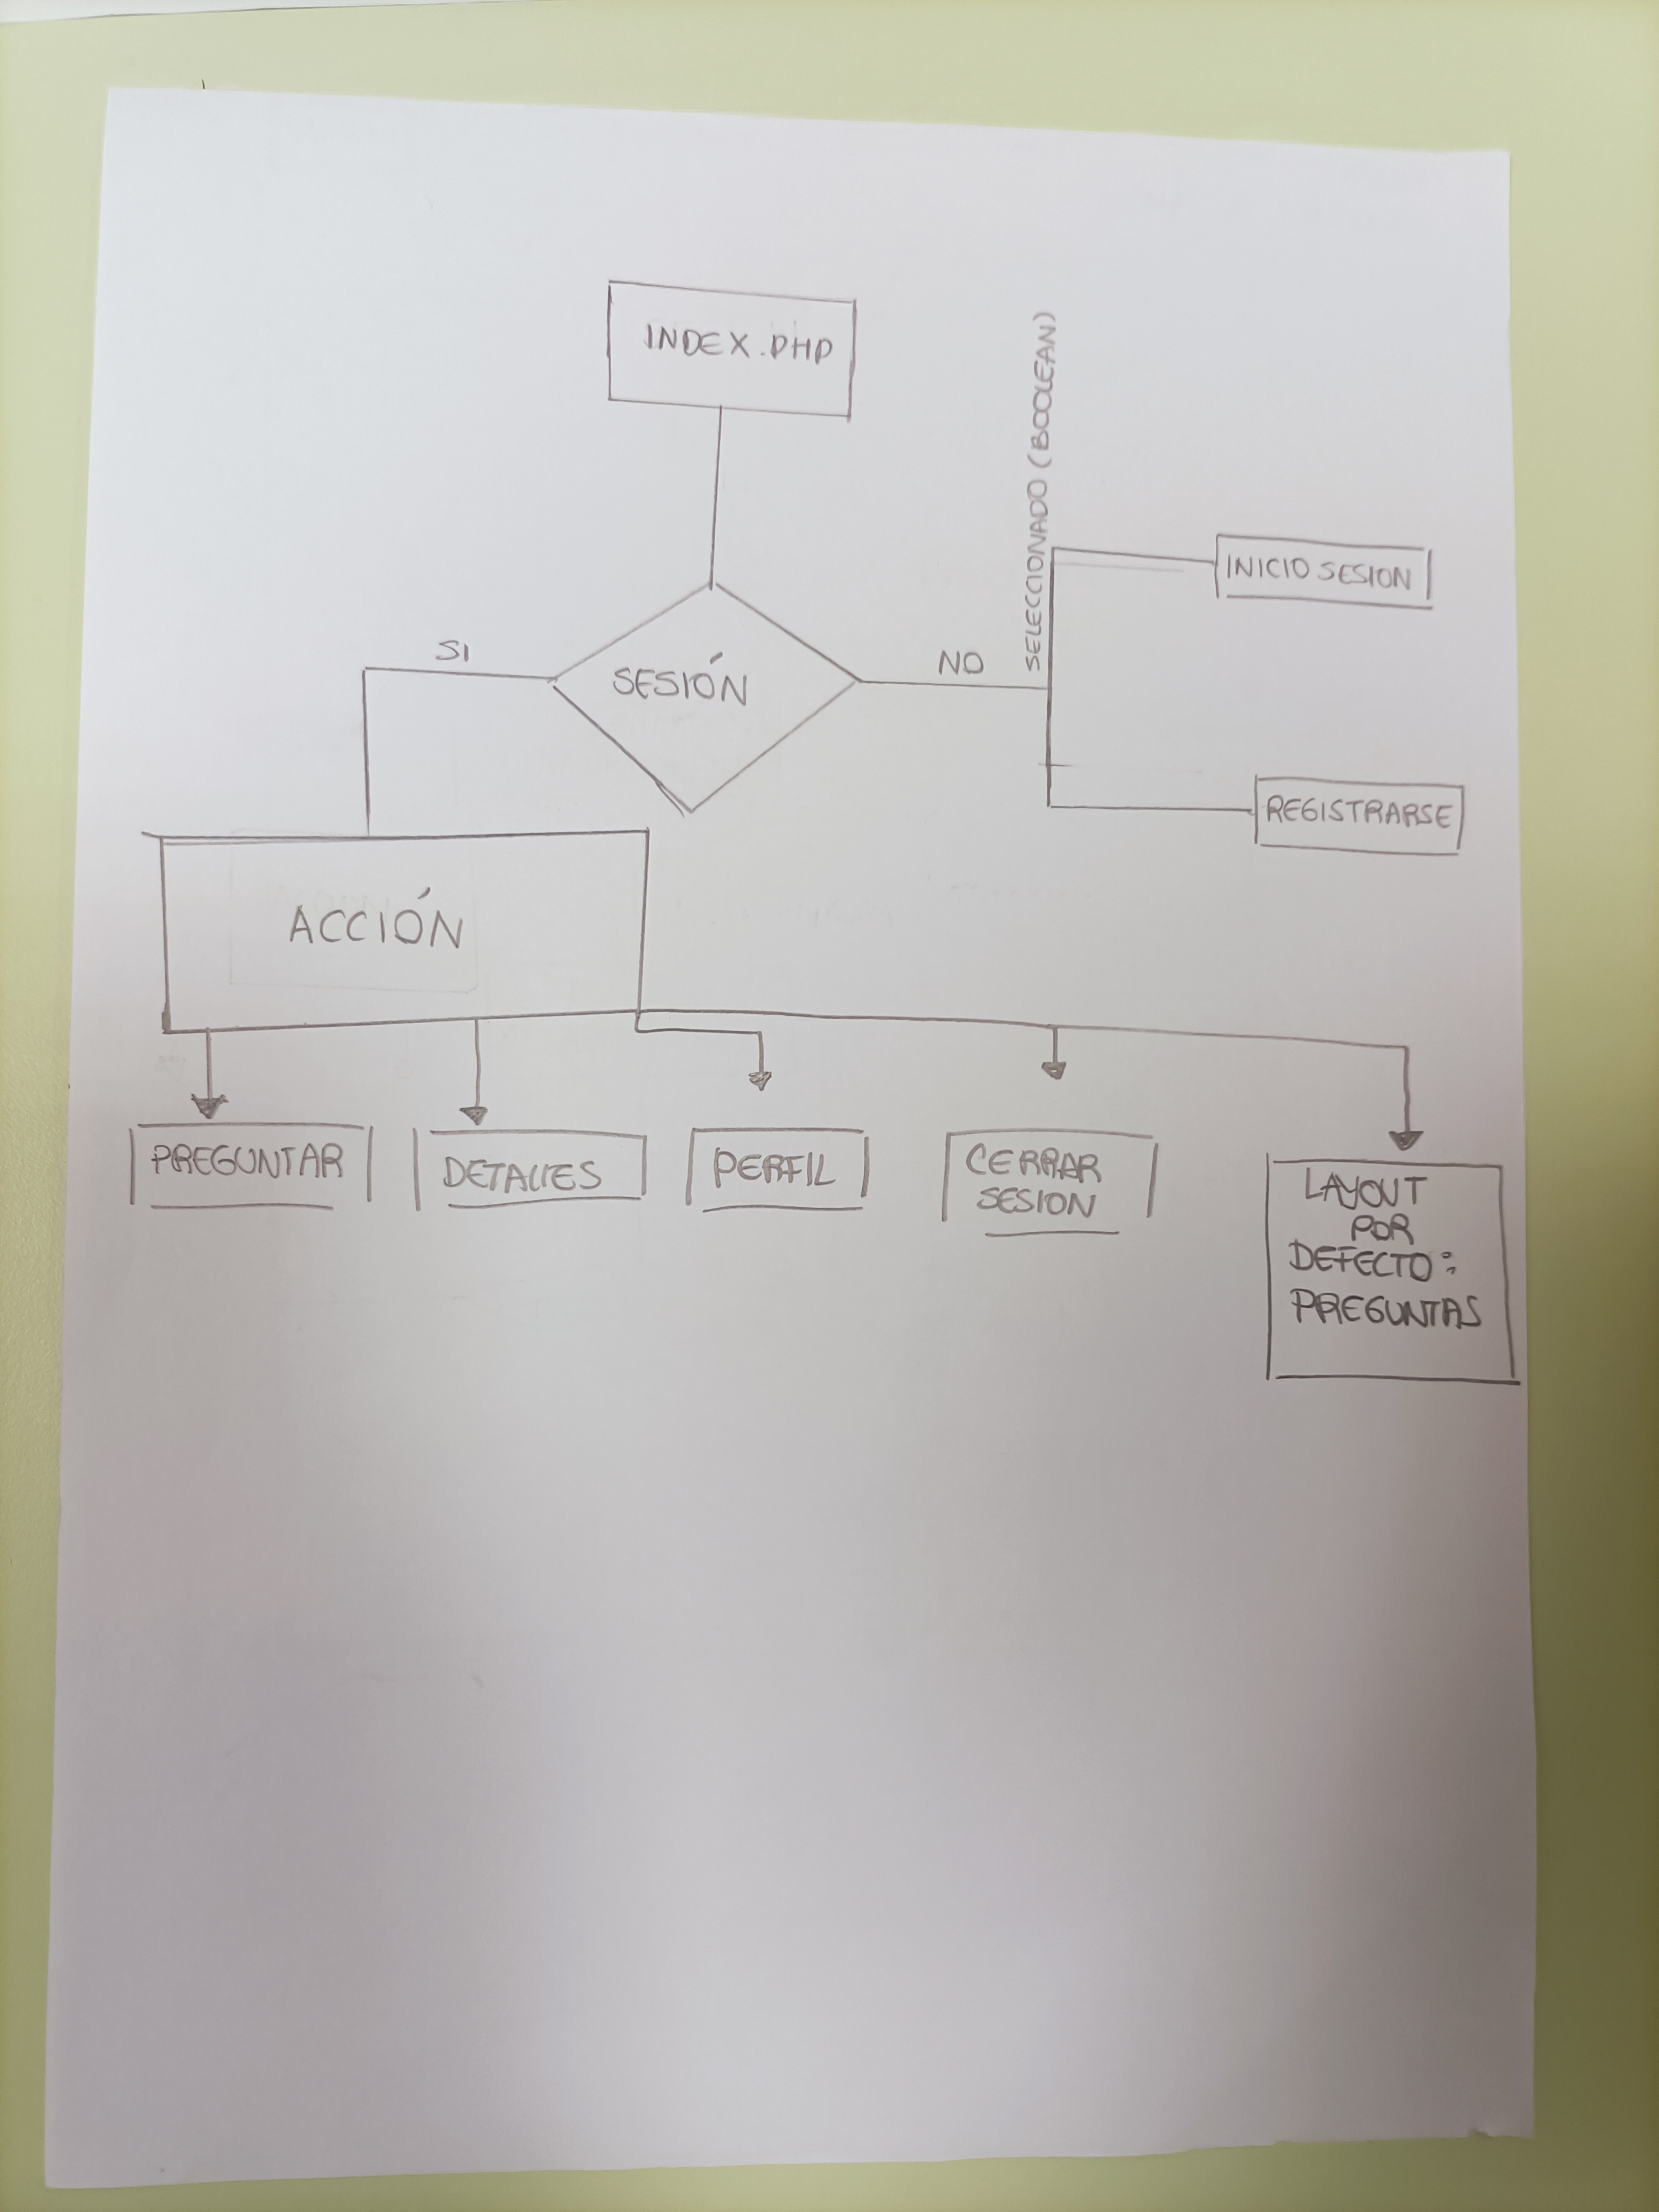 INDEX.PHP
SELECCIONADO (BOOLEAN)
INICIO SESION
SI
SESIÓN
NO
REGISTRARSE
ACCIÓN
PREGUNTAR
DETALLES
PERFIL
CERRAR
SESION
LAYOUT
POR
DEFECTO:
PREGUNTAS